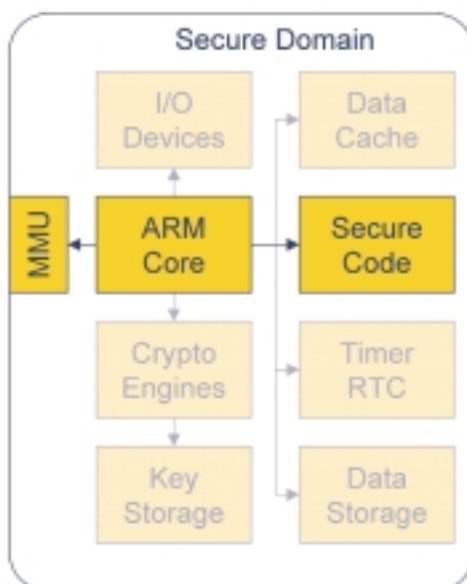 Secure Domain
I/O
Devices
Data
Cache
MMU
ARM
Core
Secure
Code
Crypto
Engines
Timer
RTC
Key
Storage
Data
Storage